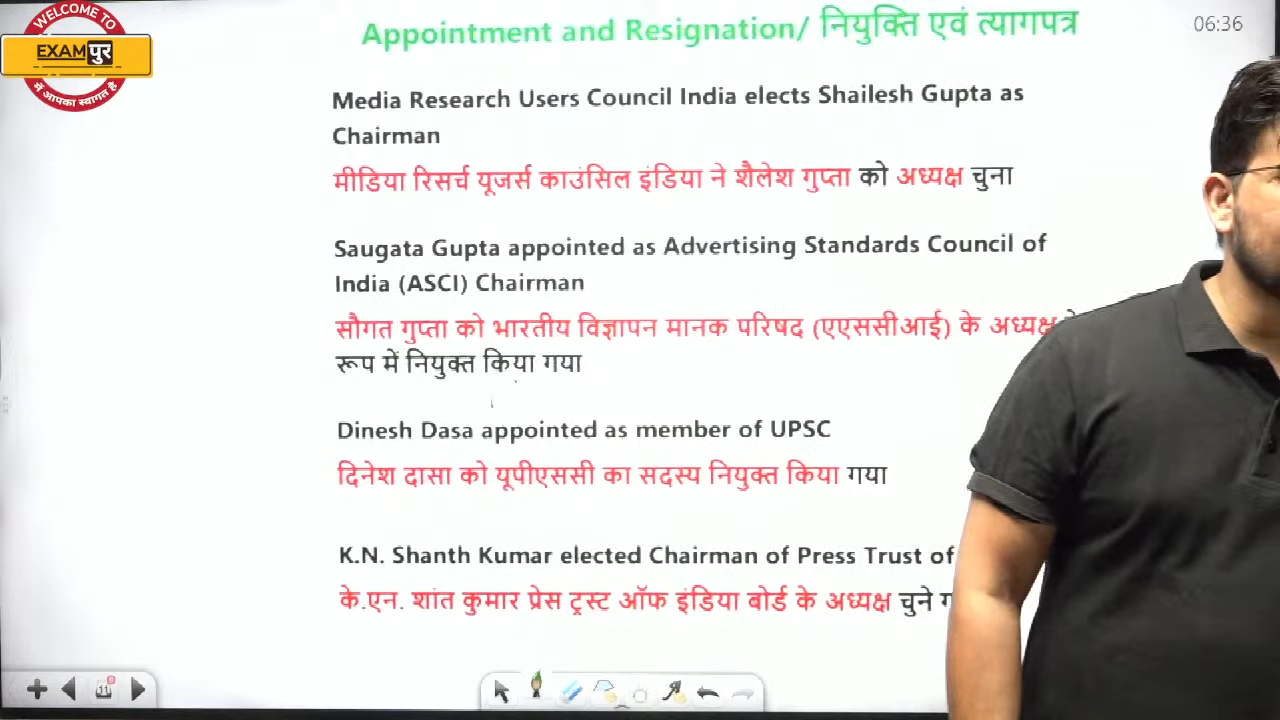 WELCOME TO
EXAMपुर
में आपका स्वागत है
Appointment and Resignation/ नियुक्ति एवं त्यागपत्र
06:36
Media Research Users Council India elects Shailesh Gupta as
Chairman
मीडिया रिसर्च यूजर्स काउंसिल इंडिया ने शैलेश गुप्ता को अध्यक्ष चुना
Saugata Gupta appointed as Advertising Standards Council of
India (ASCI) Chairman
सौगत गुप्ता को भारतीय विज्ञापन मानक परिषद (एएससीआई) के अध्यक्ष
रूप में नियुक्त किया गया
Dinesh Dasa appointed as member of UPSC
दिनेश दासा को यूपीएससी का सदस्य नियुक्त किया गया
K.N. Shanth Kumar elected Chairman of Press Trust of
के.एन. शांत कुमार प्रेस ट्रस्ट ऑफ इंडिया बोर्ड के अध्यक्ष चुने
11